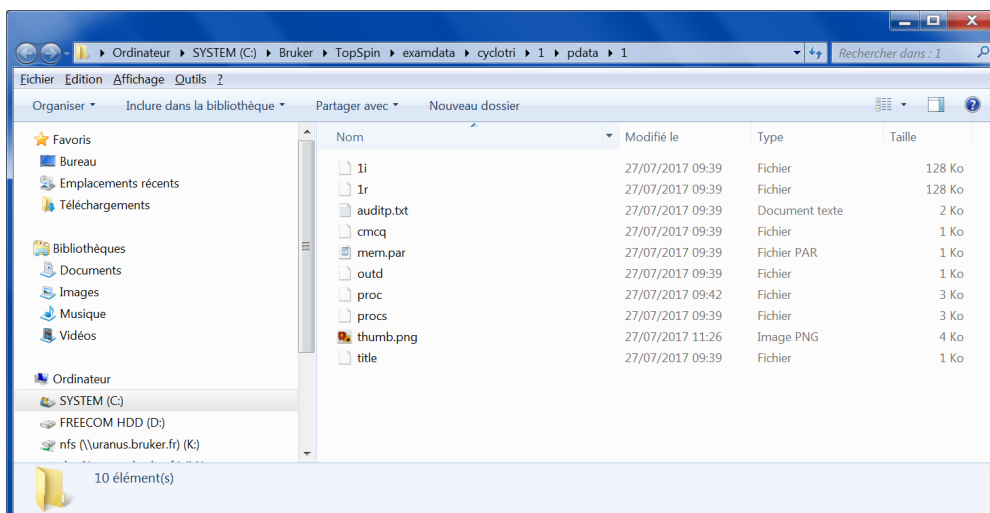 Ordinateur SYSTEM (C:) Bruker TopSpin examdata cyclotri 1 pdata 1 Rechercher dans : 1
Fichier Edition Affichage Outils ?
Organiser Inclure dans la bibliothèque Partager avec Nouveau dossier
Favoris
Bureau
Emplacements récents
Téléchargements
Bibliothèques
Documents
Images
Musique
Vidéos
Ordinateur
SYSTEM (C:)
FREECOM HDD (D:)
nfs (\\uranus.bruker.fr) (K:)
Nom Modifié le Type Taille
1i 27/07/2017 09:39 Fichier 128 Ko
1r 27/07/2017 09:39 Fichier 128 Ko
auditp.txt 27/07/2017 09:39 Document texte 2 Ko
cmcq 27/07/2017 09:39 Fichier 1 Ko
mem.par 27/07/2017 09:39 Fichier PAR 1 Ko
outd 27/07/2017 09:39 Fichier 1 Ko
proc 27/07/2017 09:42 Fichier 3 Ko
procs 27/07/2017 09:39 Fichier 3 Ko
thumb.png 27/07/2017 11:26 Image PNG 4 Ko
title 27/07/2017 09:39 Fichier 1 Ko
10 élément(s)